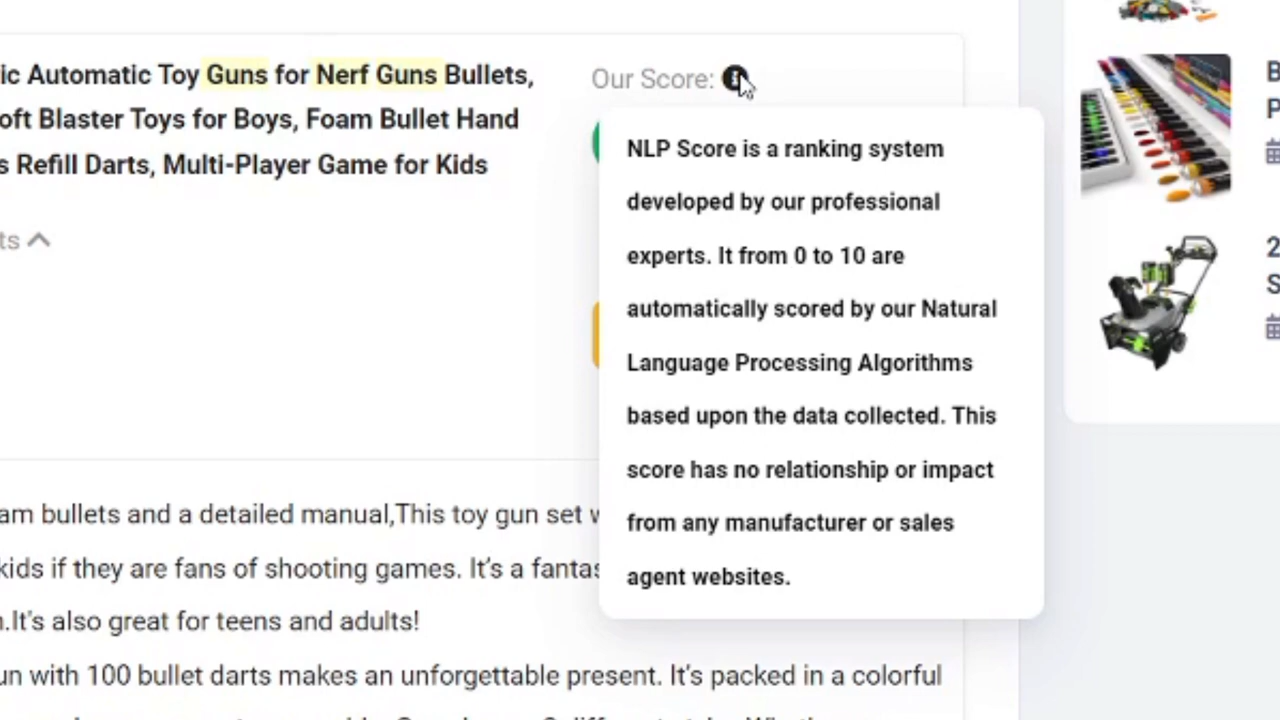 ic Automatic Toy Guns for Nerf Guns Bullets,
oft Blaster Toys for Boys, Foam Bullet Hand
s Refill Darts, Multi-Player Game for Kids
ts
Our Score:
NLP Score is a ranking system
developed by our professional
experts. It from 0 to 10 are
automatically scored by our Natural
Language Processing Algorithms
based upon the data collected. This
score has no relationship or impact
from any manufacturer or sales
agent websites.
am bullets and a detailed manual,This toy gun set w
kids if they are fans of shooting games. It's a fantas
n.It's also great for teens and adults!
un with 100 bullet darts makes an unforgettable present. It's packed in a colorful
B
P
2
S